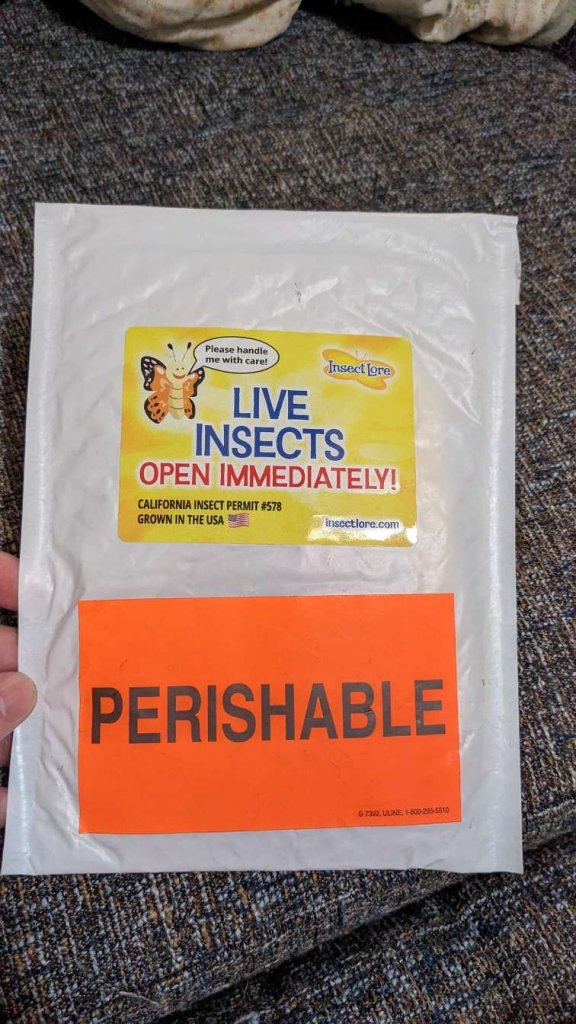 Please handle
me with care!
Insect Lore
LIVE
INSECTS
OPEN IMMEDIATELY!
CALIFORNIA INSECT PERMIT #578
GROWN IN THE USA
insectlore.com
PERISHABLE
S-7392, ULINE, 1-800-295-5510